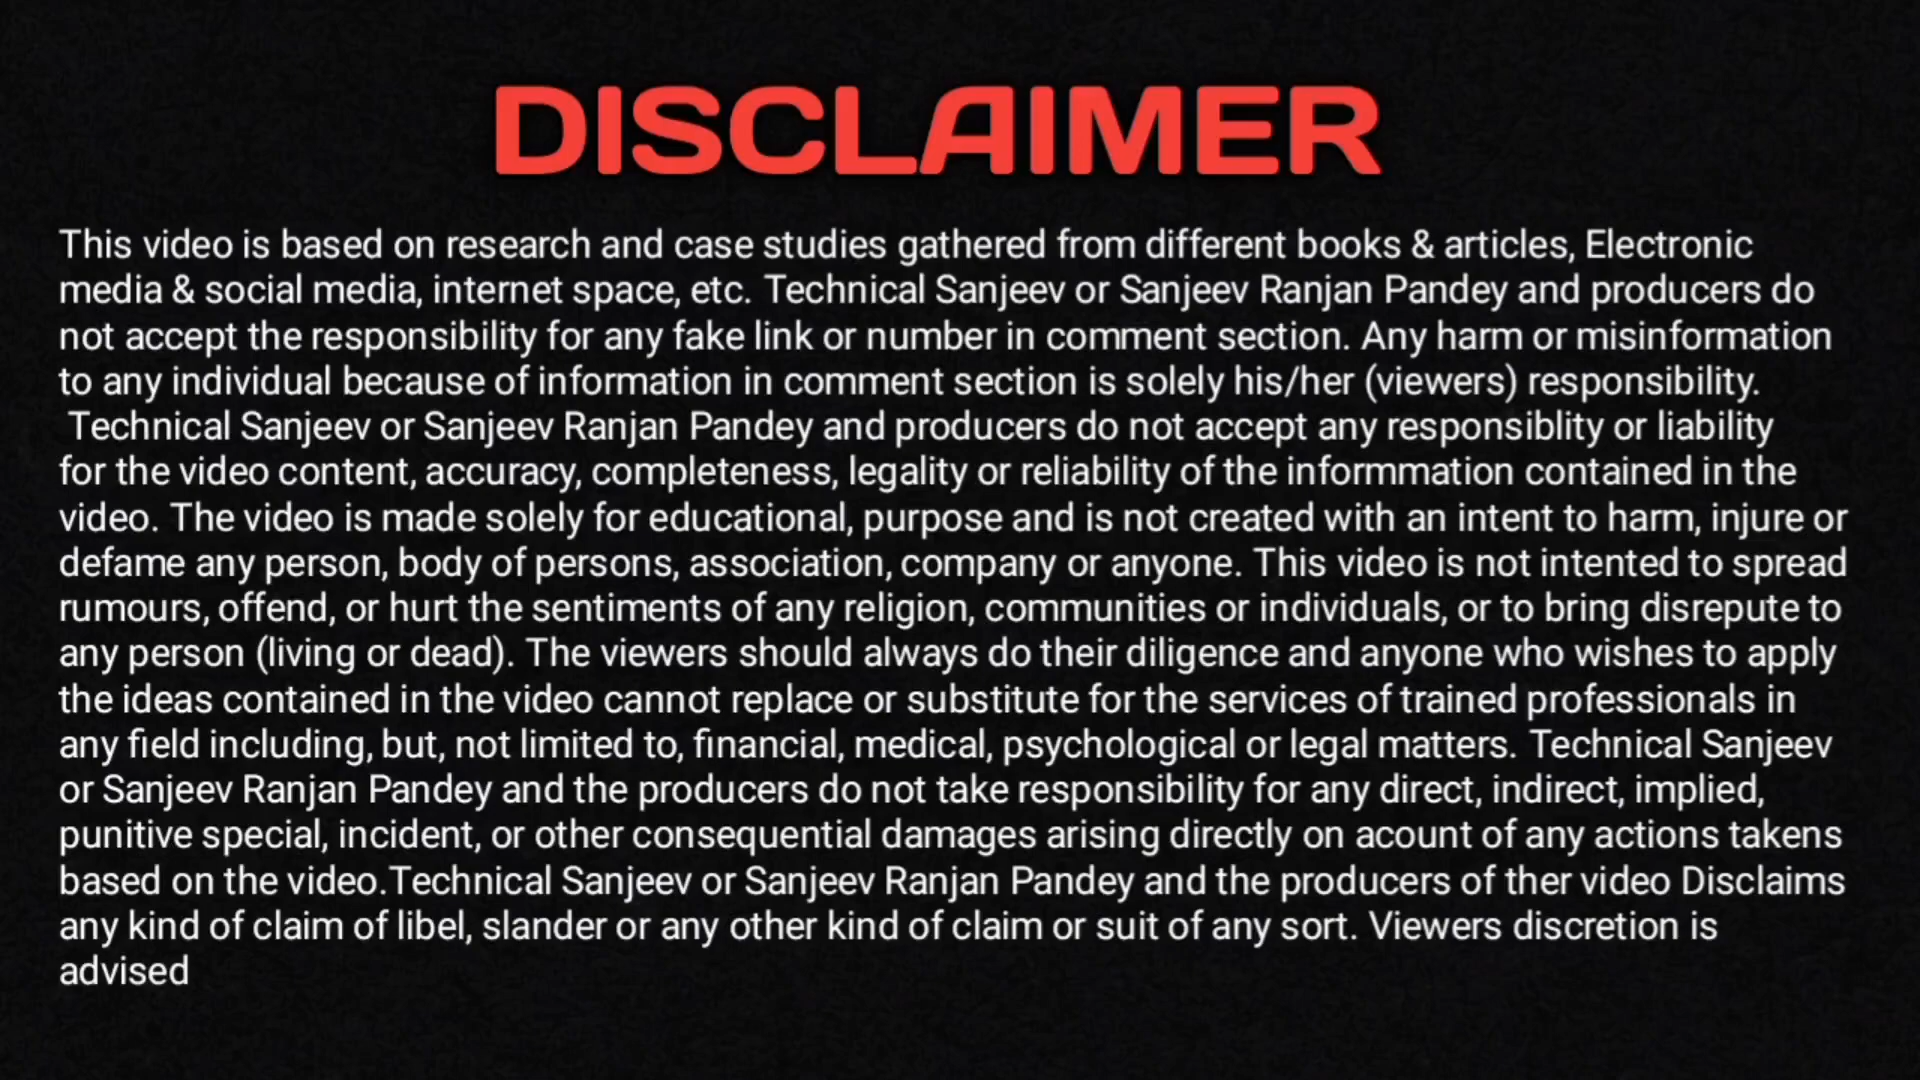 DISCLAIMER
This video is based on research and case studies gathered from different books & articles, Electronic
media & social media, internet space, etc. Technical Sanjeev or Sanjeev Ranjan Pandey and producers do
not accept the responsibility for any fake link or number in comment section. Any harm or misinformation
to any individual because of information in comment section is solely his/her (viewers) responsibility.
Technical Sanjeev or Sanjeev Ranjan Pandey and producers do not accept any responsiblity or liability
for the video content, accuracy, completeness, legality or reliability of the informmation contained in the
video. The video is made solely for educational, purpose and is not created with an intent to harm, injure or
defame any person, body of persons, association, company or anyone. This video is not intented to spread
rumours, offend, or hurt the sentiments of any religion, communities or individuals, or to bring disrepute to
any person (living or dead). The viewers should always do their diligence and anyone who wishes to apply
the ideas contained in the video cannot replace or substitute for the services of trained professionals in
any field including, but, not limited to, financial, medical, psychological or legal matters. Technical Sanjeev
or Sanjeev Ranjan Pandey and the producers do not take responsibility for any direct, indirect, implied,
punitive special, incident, or other consequential damages arising directly on acount of any actions takens
based on the video.Technical Sanjeev or Sanjeev Ranjan Pandey and the producers of ther video Disclaims
any kind of claim of libel, slander or any other kind of claim or suit of any sort. Viewers discretion is
advised